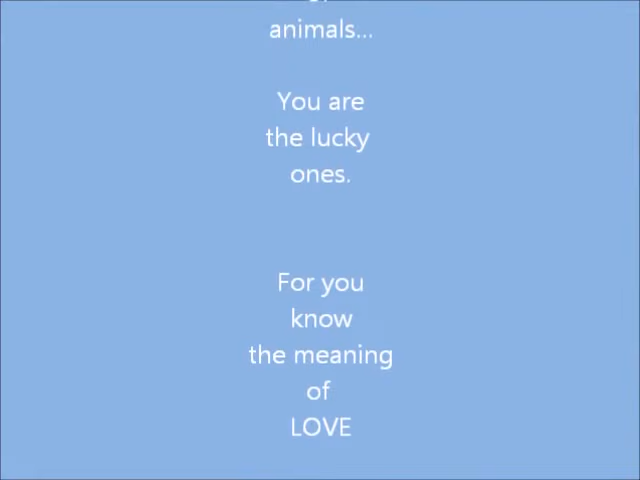 animals...
You are
the lucky
ones.
For you
know
the meaning
of
LOVE